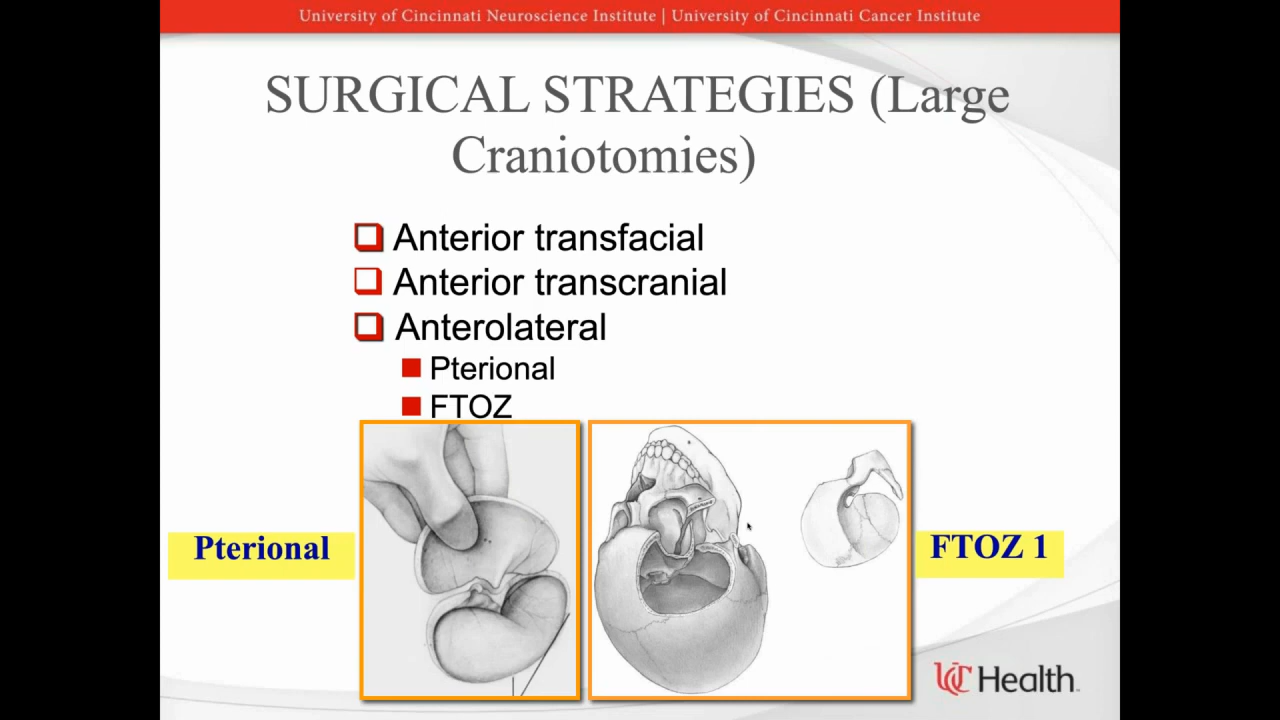 University of Cincinnati Neuroscience Institute | University of Cincinnati Cancer Institute
SURGICAL STRATEGIES (Large
Craniotomies)
Anterior transfacial
Anterior transcranial
Anterolateral
Pterional
FTOZ
Pterional
FTOZ 1
UC Health.